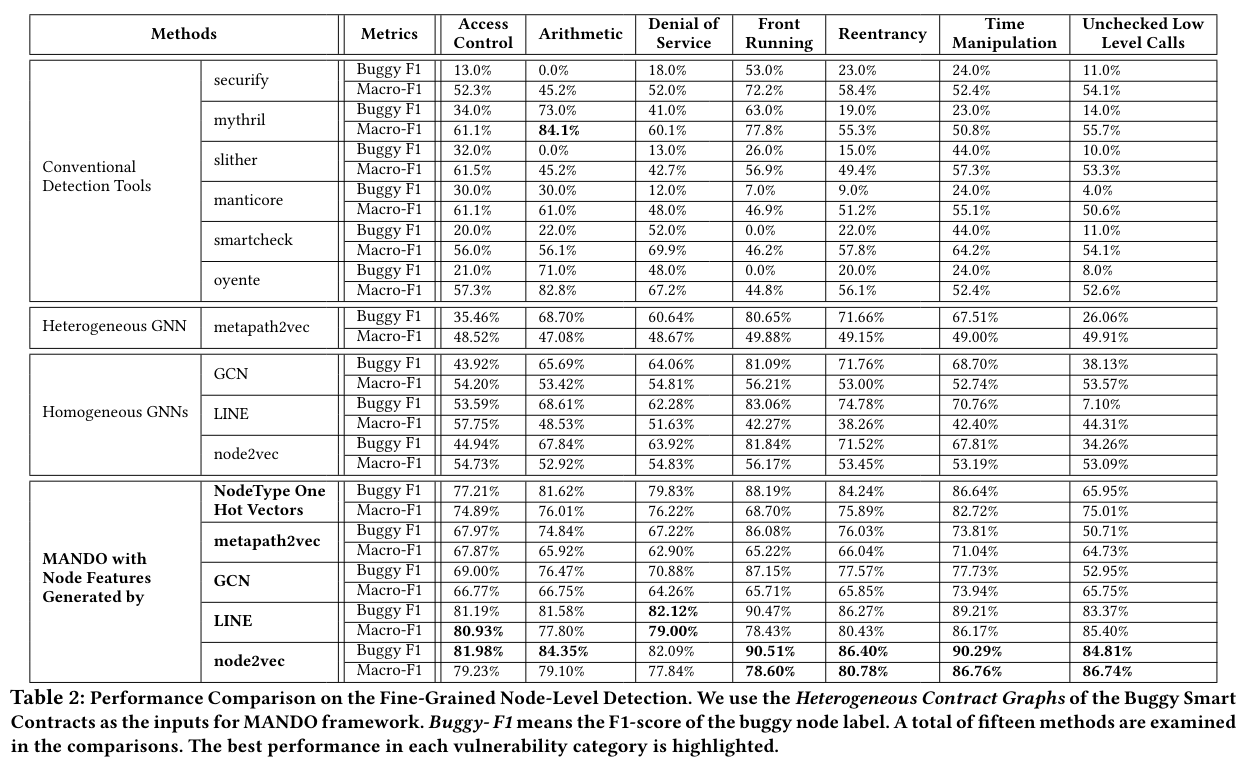 Methods Metrics Access Control Arithmetic Denial of Service Front Running Reentrancy Time Manipulation Unchecked Low Level Calls
Conventional Detection Tools
securify Buggy F1 13.0% 0.0% 18.0% 53.0% 23.0% 24.0% 11.0%
Macro-F1 52.3% 45.2% 52.0% 72.2% 58.4% 52.4% 54.1%
mythril Buggy F1 34.0% 73.0% 41.0% 63.0% 19.0% 23.0% 14.0%
Macro-F1 61.1% 84.1% 60.1% 77.8% 55.3% 50.8% 55.7%
slither Buggy F1 32.0% 0.0% 13.0% 26.0% 15.0% 44.0% 10.0%
Macro-F1 61.5% 45.2% 42.7% 56.9% 49.4% 57.3% 53.3%
manticore Buggy F1 30.0% 30.0% 12.0% 7.0% 9.0% 24.0% 4.0%
Macro-F1 61.1% 61.0% 48.0% 46.9% 51.2% 55.1% 50.6%
smartcheck Buggy F1 20.0% 22.0% 52.0% 0.0% 22.0% 44.0% 11.0%
Macro-F1 56.0% 56.1% 69.9% 46.2% 57.8% 64.2% 54.1%
oyente Buggy F1 21.0% 71.0% 48.0% 0.0% 20.0% 24.0% 8.0%
Macro-F1 57.3% 82.8% 67.2% 44.8% 56.1% 52.4% 52.6%
Heterogeneous GNN
metapath2vec Buggy F1 35.46% 68.70% 60.64% 80.65% 71.66% 67.51% 26.06%
Macro-F1 48.52% 47.08% 48.67% 49.88% 49.15% 49.00% 49.91%
Homogeneous GNNs
GCN Buggy F1 43.92% 65.69% 64.06% 81.09% 71.76% 68.70% 38.13%
Macro-F1 54.20% 53.42% 54.81% 56.21% 53.00% 52.74% 53.57%
LINE Buggy F1 53.59% 68.61% 62.28% 83.06% 74.78% 70.76% 7.10%
Macro-F1 57.75% 48.53% 51.63% 42.27% 38.26% 42.40% 44.31%
node2vec Buggy F1 44.94% 67.84% 63.92% 81.84% 71.52% 67.81% 34.26%
Macro-F1 54.73% 52.92% 54.83% 56.17% 53.45% 53.19% 53.09%
MANDO with Node Features Generated by
NodeType One Hot Vectors Buggy F1 77.21% 81.62% 79.83% 88.19% 84.24% 86.64% 65.95%
Macro-F1 74.89% 76.01% 76.22% 68.70% 75.89% 82.72% 75.01%
metapath2vec Buggy F1 67.97% 74.84% 67.22% 86.08% 76.03% 73.81% 50.71%
Macro-F1 67.87% 65.92% 62.90% 65.22% 66.04% 71.04% 64.73%
GCN Buggy F1 69.00% 76.47% 70.88% 87.15% 77.57% 77.73% 52.95%
Macro-F1 66.77% 66.75% 64.26% 65.71% 65.85% 73.94% 65.75%
LINE Buggy F1 81.19% 81.58% 82.12% 90.47% 86.27% 89.21% 83.37%
Macro-F1 80.93% 77.80% 79.00% 78.43% 80.43% 86.17% 85.40%
node2vec Buggy F1 81.98% 84.35% 82.09% 90.51% 86.40% 90.29% 84.81%
Macro-F1 79.23% 79.10% 77.84% 78.60% 80.78% 86.76% 86.74%
Table 2: Performance Comparison on the Fine-Grained Node-Level Detection. We use the Heterogeneous Contract Graphs of the Buggy Smart
Contracts as the inputs for MANDO framework. Buggy-F1 means the F1-score of the buggy node label. A total of fifteen methods are examined
in the comparisons. The best performance in each vulnerability category is highlighted.